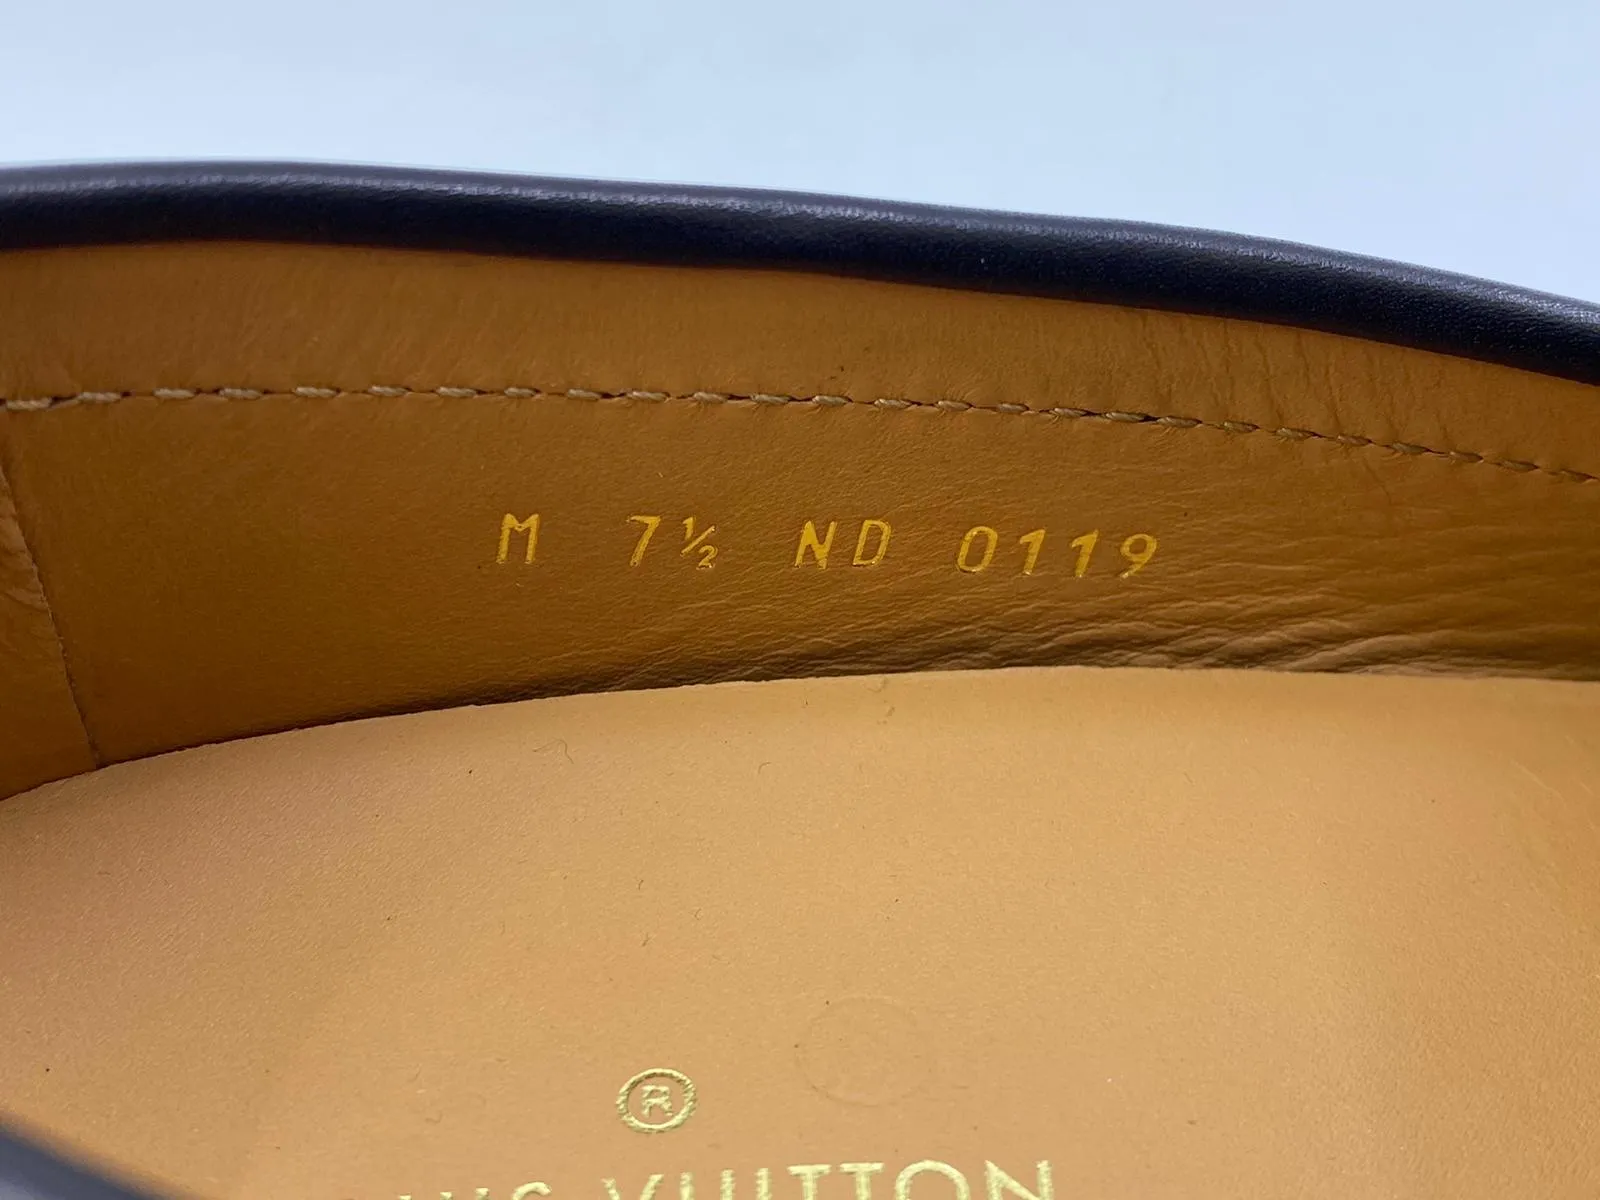 M 7½ ND 0119
®
VUITTON